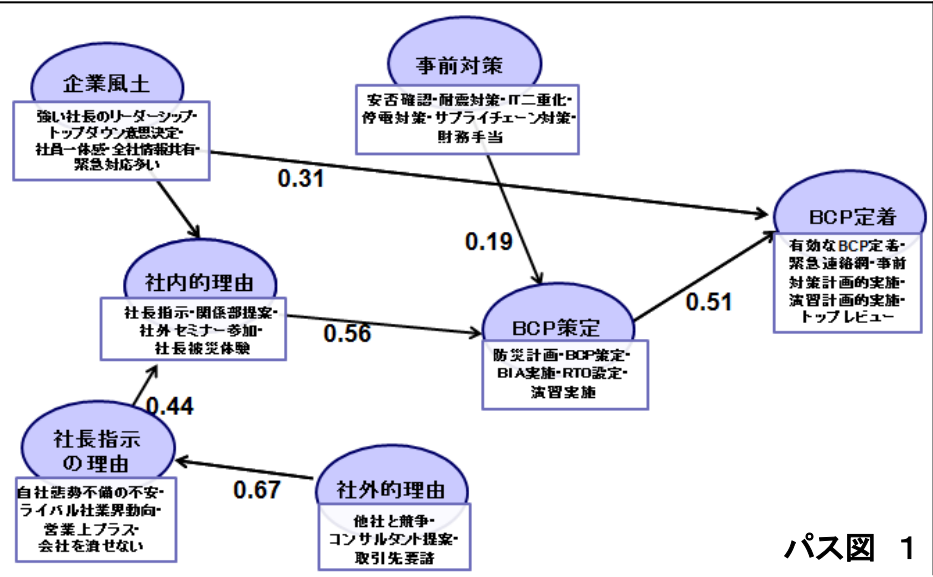 企業風土
強い社長のリーダーシップ・
トップダウン意思決定・
社員一体感・全社情報共有・
緊急対応多い
事前対策
安否確認・耐震対策・IT二重化・
停電対策・サプライチェーン対策・
財務手当
0.31
BCP定着
有効なBCP定着・
緊急連絡網・事前
対策計画的実施・
演習計画的実施・
トップレビュー
0.19
社内的理由
社長指示・関係部提案・
社外セミナー参加・
社長被災体験
0.56
BCP策定
防災計画・BCP策定・
BIA実施・RTO設定・
演習実施
0.51
0.44
社長指示
の理由
自社態勢不備の不安・
ライバル社業界動向・
営業上プラス・
会社を潰せない
0.67
社外的理由
他社と競争・
コンサルタント提案・
取引先要請
パス図 1